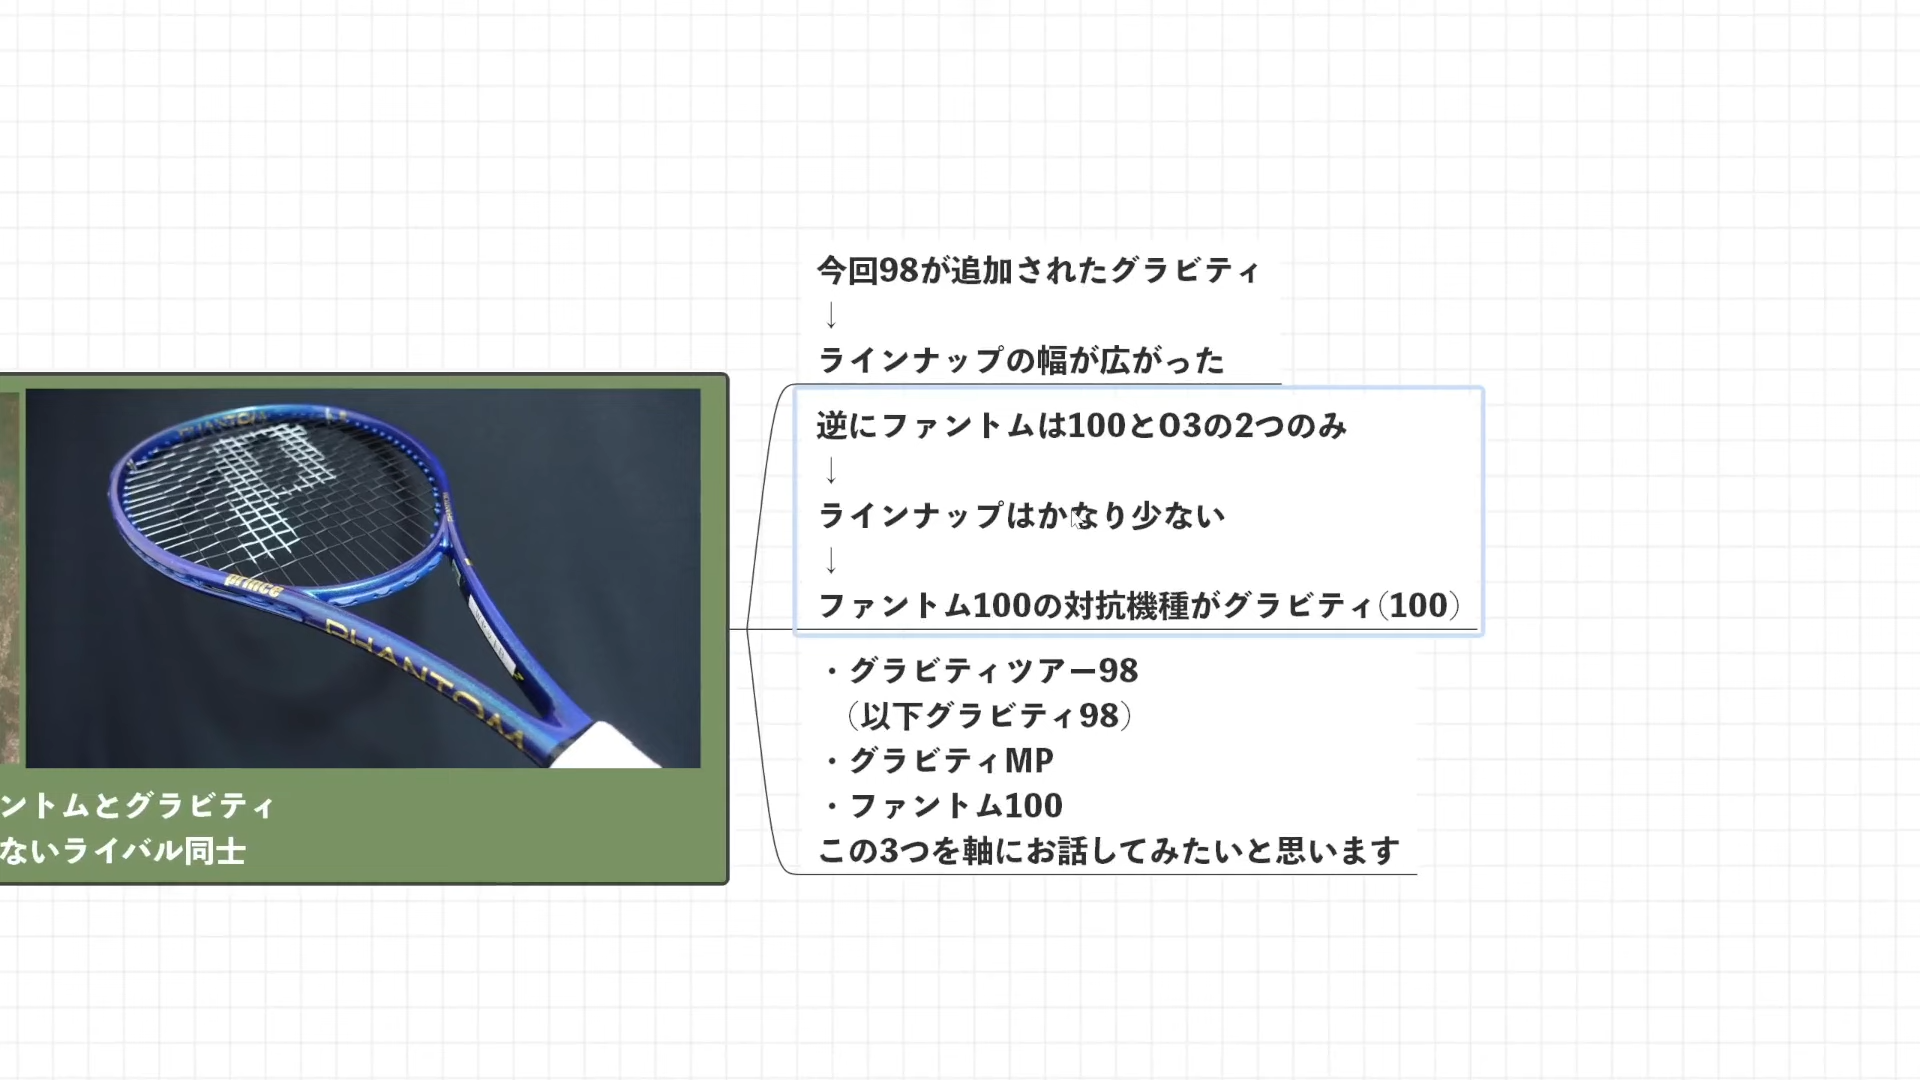 PHANTOM
prince
PHANTOM
ントムとグラビティ
ないライバル同士
今回98が追加されたグラビティ
↓
ラインナップの幅が広がった
逆にファントムは100とO3の2つのみ
↓
ラインナップはかなり少ない
↓
ファントム100の対抗機種がグラビティ(100)
・グラビティツアー98
（以下グラビティ98）
・グラビティMP
・ファントム100
この3つを軸にお話してみたいと思います